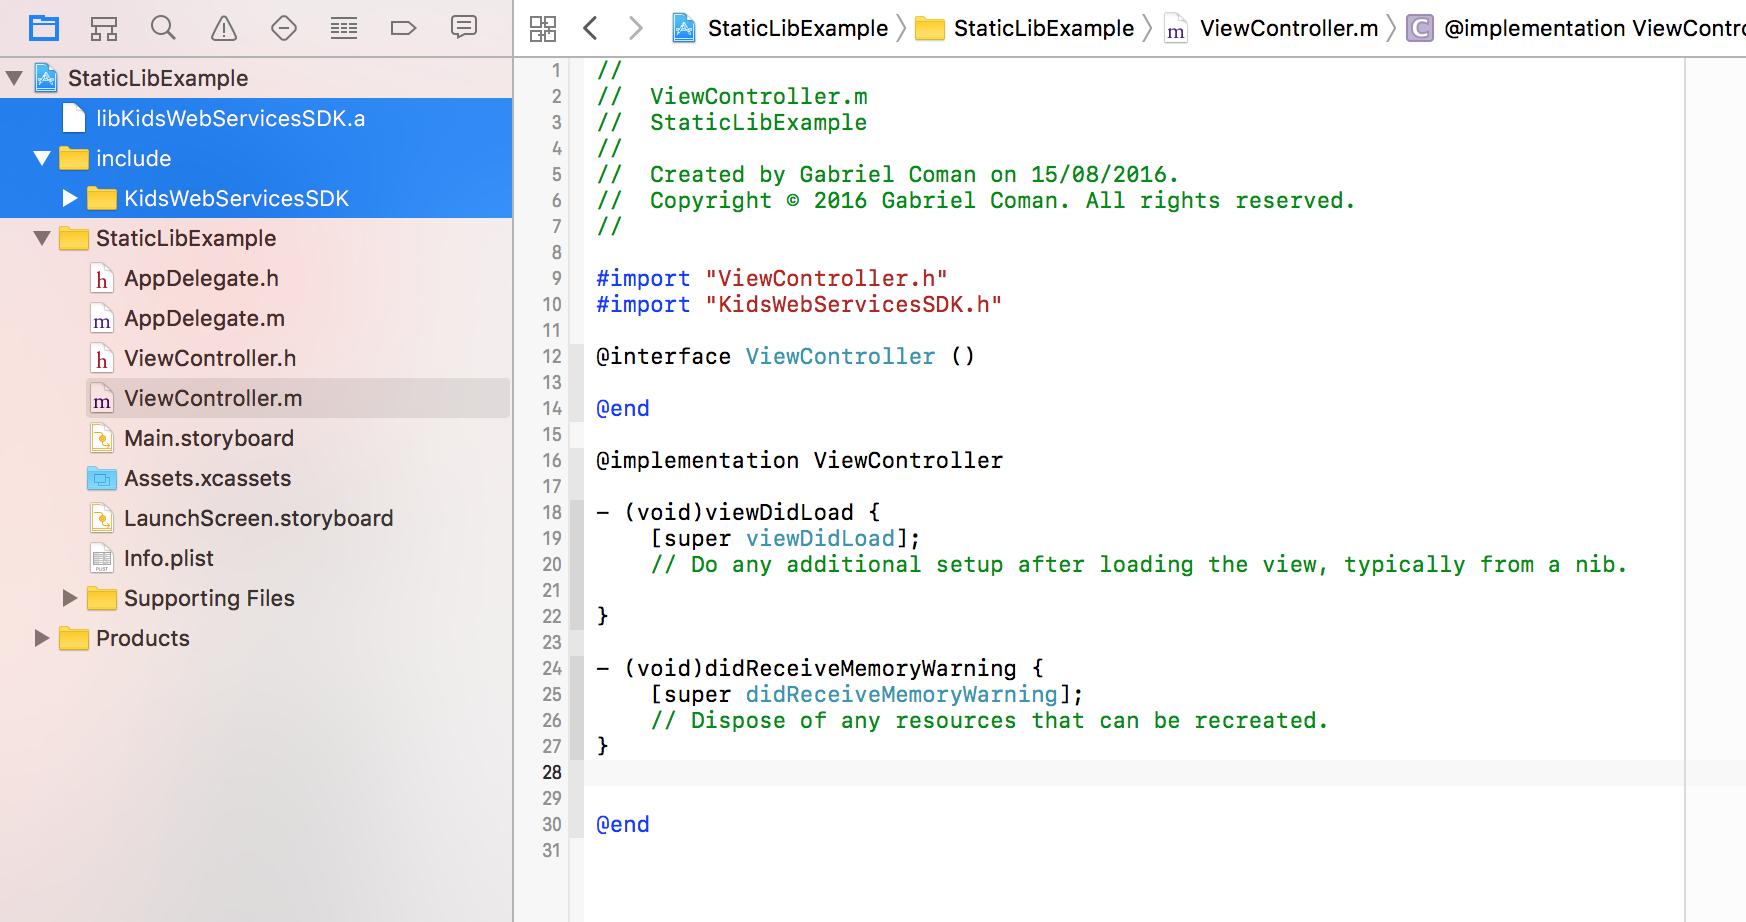 StaticLibExample
libKidsWebServicesSDK.a
include
KidsWebServicesSDK
StaticLibExample
h AppDelegate.h
m AppDelegate.m
h ViewController.h
m ViewController.m
Main.storyboard
Assets.xcassets
LaunchScreen.storyboard
PLIST Info.plist
Supporting Files
Products
StaticLibExample StaticLibExample m ViewController.m C @implementation ViewContro
1 //
2 //  ViewController.m
3 //  StaticLibExample
4 //
5 //  Created by Gabriel Coman on 15/08/2016.
6 //  Copyright © 2016 Gabriel Coman. All rights reserved.
7 //
8
9 #import "ViewController.h"
10 #import "KidsWebServicesSDK.h"
11
12 @interface ViewController ()
13
14 @end
15
16 @implementation ViewController
17
18 - (void)viewDidLoad {
19     [super viewDidLoad];
20     // Do any additional setup after loading the view, typically from a nib.
21
22 }
23
24 - (void)didReceiveMemoryWarning {
25     [super didReceiveMemoryWarning];
26     // Dispose of any resources that can be recreated.
27 }
28
29
30 @end
31